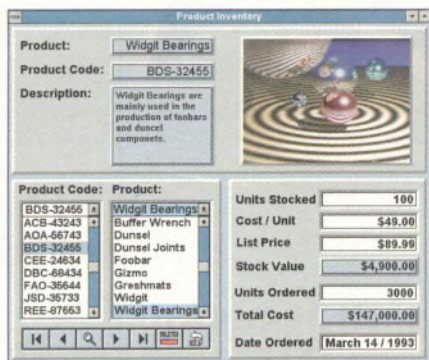 Product Inventory
Product: Widgit Bearings
Product Code: BDS-32455
Description: Widgit Bearings are
mainly used in the
production of foobars
and duncel
componets.
Product Code: Product:
BDS-32455 Widgit Bearings
ACB-43243 Buffer Wrench
AOA-56743 Dunsel
BDS-32455 Dunsel Joints
CEE-24634 Foobar
DBC-68434 Gizmo
FAO-35644 Greshmats
JSD-35733 Widgit
REE-87653 Widgit Bearings
Units Stocked 100
Cost / Unit $49.00
List Price $89.99
Stock Value $4,900.00
Units Ordered 3000
Total Cost $147,000.00
Date Ordered March 14 / 1993